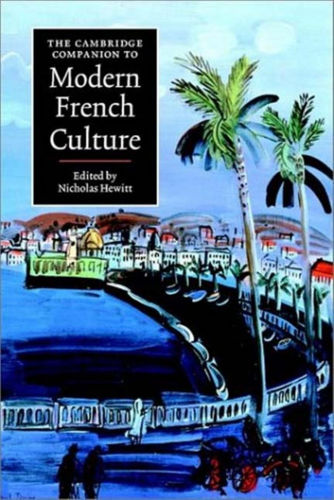 THE CAMBRIDGE
COMPANION TO
Modern
French
Culture
Edited by
Nicholas Hewitt